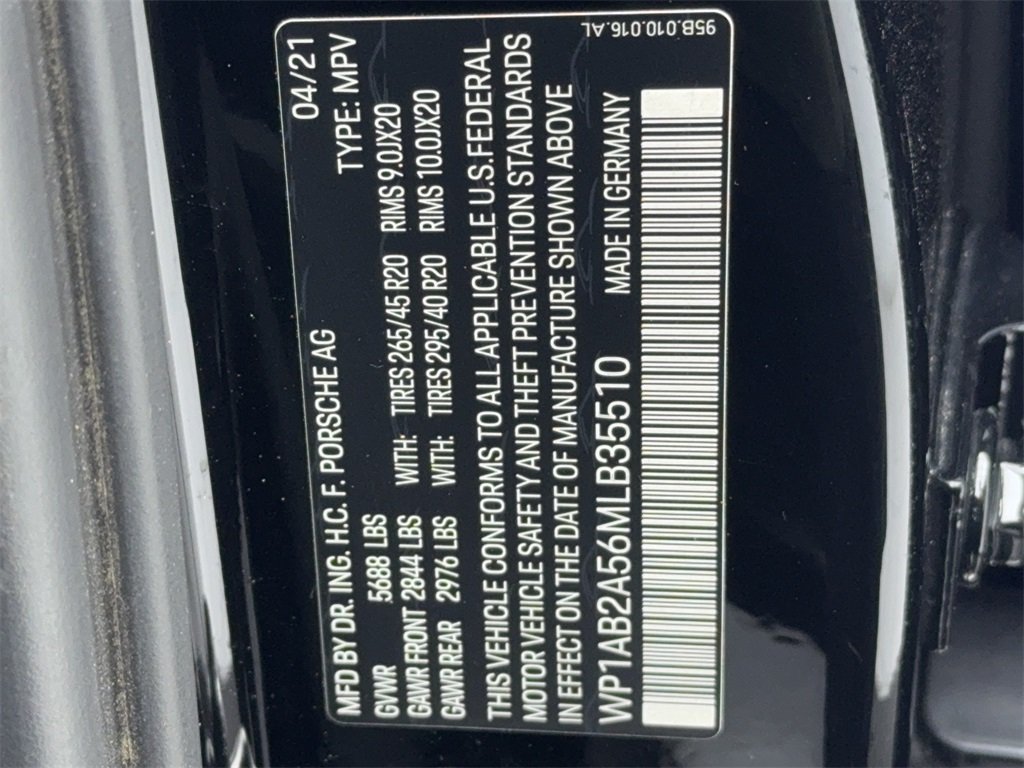 04/21
MFD BY DR. ING. H.C. F. PORSCHE AG TYPE: MPV
GVWR 5688 LBS
GAWR FRONT 2844 LBS WITH: TIRES 265/45 R20 RIMS 9.0JX20
GAWR REAR 2976 LBS WITH: TIRES 295/40 R20 RIMS 10.0JX20
THIS VEHICLE CONFORMS TO ALL APPLICABLE U.S.FEDERAL
MOTOR VEHICLE SAFETY AND THEFT PREVENTION STANDARDS
IN EFFECT ON THE DATE OF MANUFACTURE SHOWN ABOVE
WP1AB2A56MLB35510 MADE IN GERMANY
95B.010.016.AL